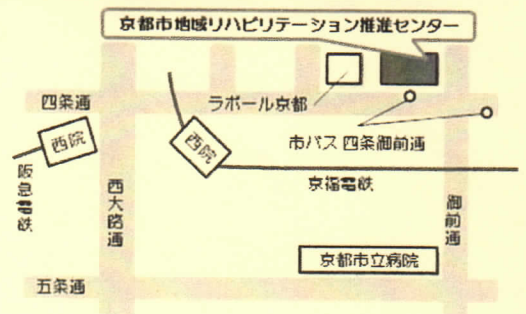 京都市地域リハビリテーション推進センター
四条通
ラボール京都
西院
西院
市バス 四条御前通
阪急電鉄
西大路通
京福電鉄
御前通
京都市立病院
五条通